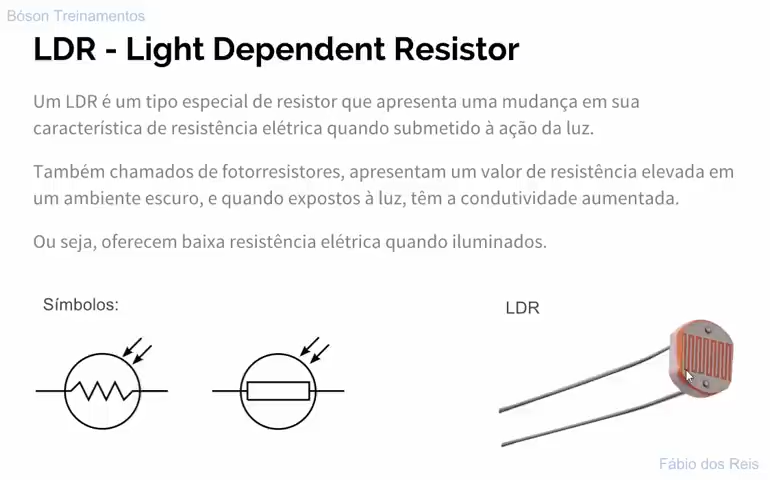 Bóson Treinamentos
LDR - Light Dependent Resistor
Um LDR é um tipo especial de resistor que apresenta uma mudança em sua
característica de resistência elétrica quando submetido à ação da luz.
Também chamados de fotorresistores, apresentam um valor de resistência elevada em
um ambiente escuro, e quando expostos à luz, têm a condutividade aumentada.
Ou seja, oferecem baixa resistência elétrica quando iluminados.
Símbolos:
LDR
Fábio dos Reis